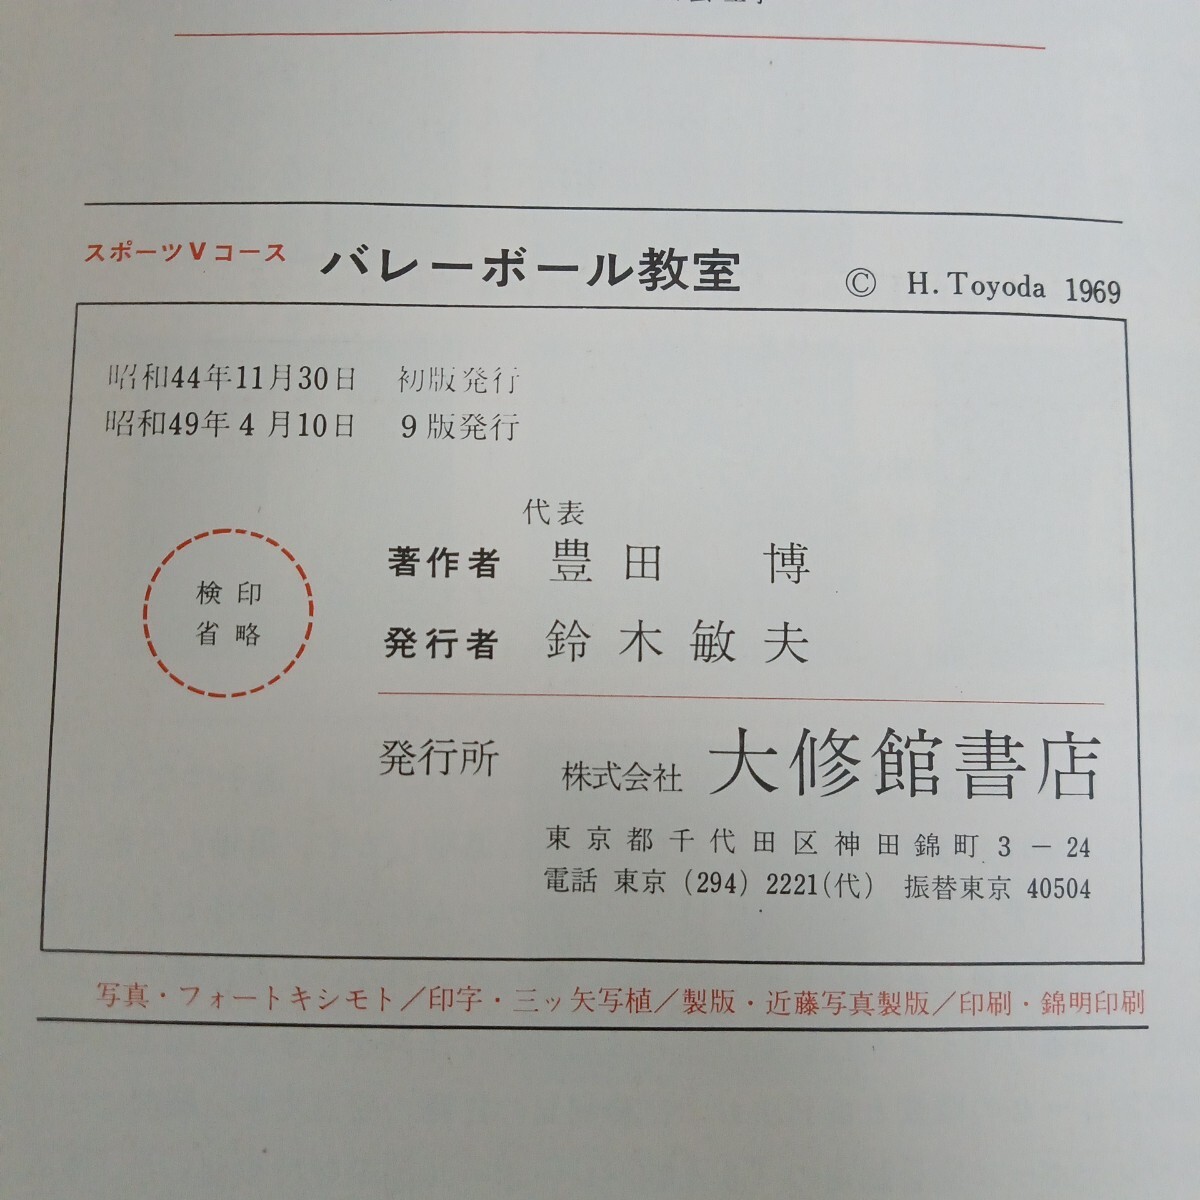 スポーツVコース バレーボール教室 © H. Toyoda 1969
昭和44年11月30日 初版発行
昭和49年4月10日 9版発行
検印
省略
代表
著作者 豊田 博
発行者 鈴木敏夫
発行所 株式会社 大修館書店
東京都千代田区神田錦町3－24
電話 東京(294)2221(代) 振替東京 40504
写真・フォートキシモト／印字・三ッ矢写植／製版・近藤写真製版／印刷・錦明印刷